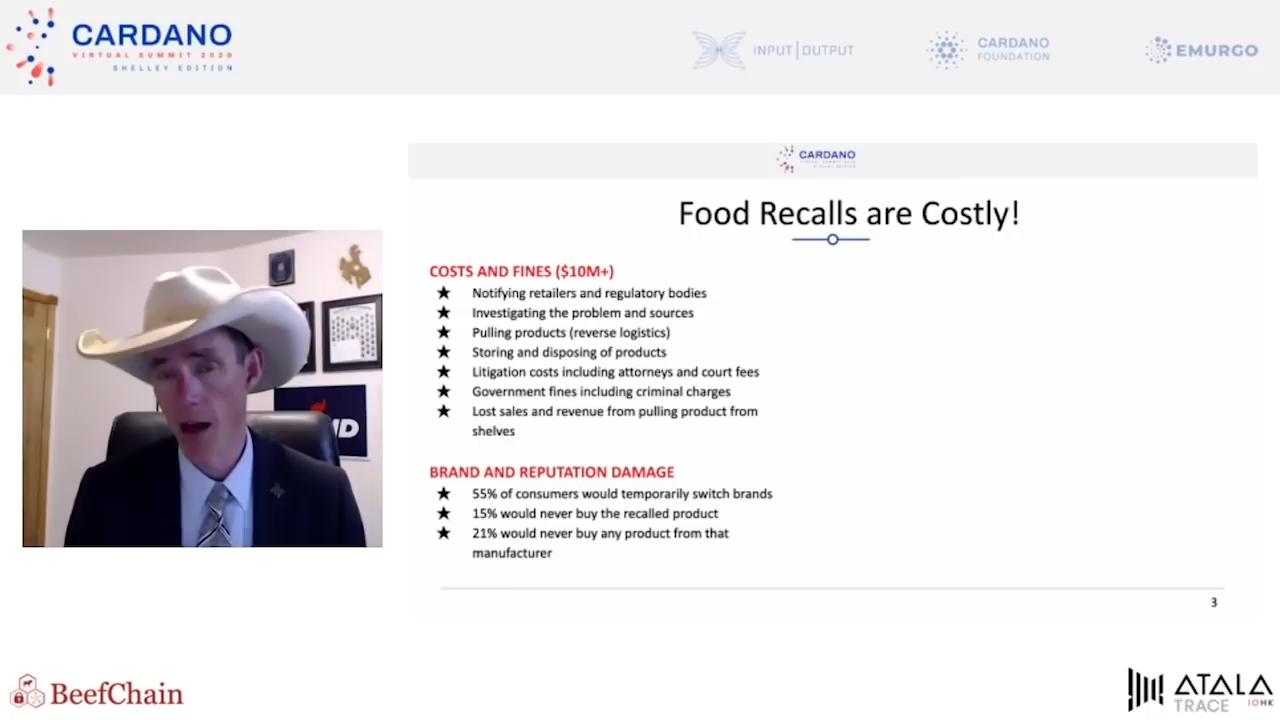 CARDANO
VIRTUAL SUMMIT 2020
SHELLEY EDITION
INPUT|OUTPUT
CARDANO
FOUNDATION
EMURGO
CARDANO
Food Recalls are Costly!
COSTS AND FINES ($10M+)
★ Notifying retailers and regulatory bodies
★ Investigating the problem and sources
★ Pulling products (reverse logistics)
★ Storing and disposing of products
★ Litigation costs including attorneys and court fees
★ Government fines including criminal charges
★ Lost sales and revenue from pulling product from
shelves
BRAND AND REPUTATION DAMAGE
★ 55% of consumers would temporarily switch brands
★ 15% would never buy the recalled product
★ 21% would never buy any product from that
manufacturer
3
BeefChain
ATALA
TRACE IOHK